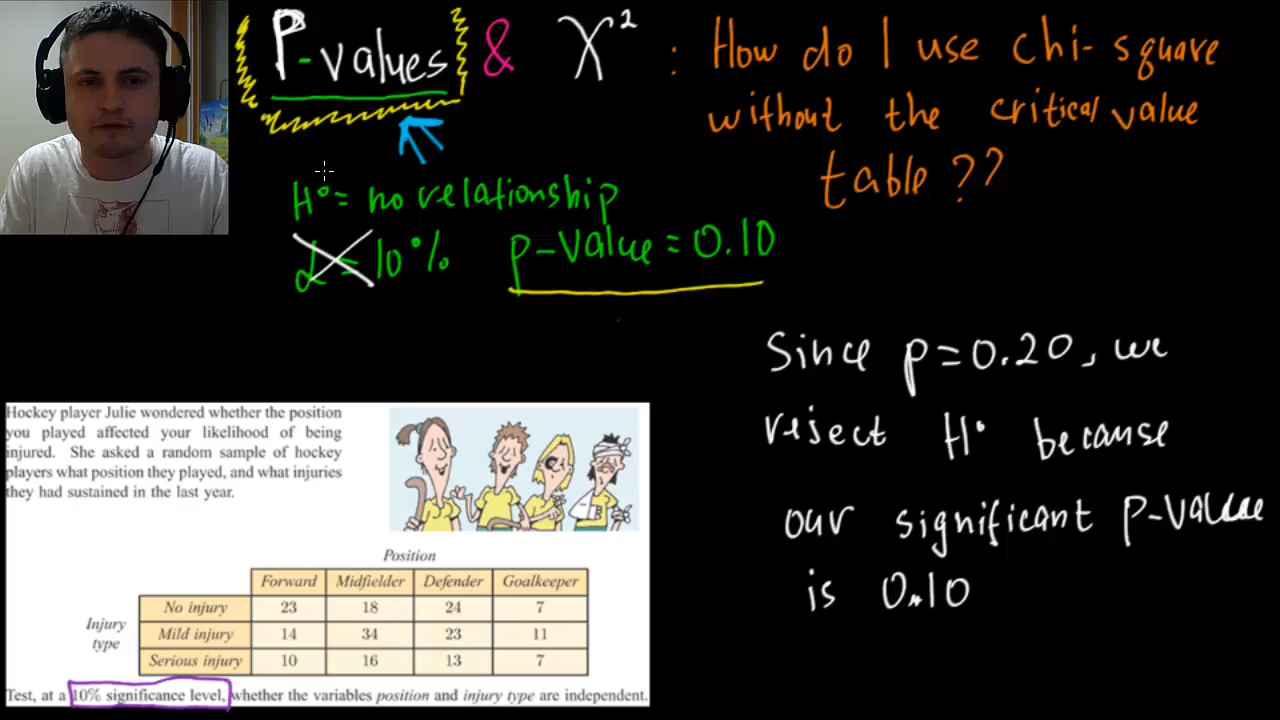 P-values & X² : How do I use chi-square
without the critical value
table ??
H°= no relationship
α = 10% p-value = 0.10
Since p=0.20, we
reject H° because
our significant p-value
is 0.10
Hockey player Julie wondered whether the position
you played affected your likelihood of being
injured. She asked a random sample of hockey
players what position they played, and what injuries
they had sustained in the last year.
Position
Forward Midfielder Defender Goalkeeper
Injury type
No injury 23 18 24 7
Mild injury 14 34 23 11
Serious injury 10 16 13 7
Test, at a 10% significance level, whether the variables position and injury type are independent.